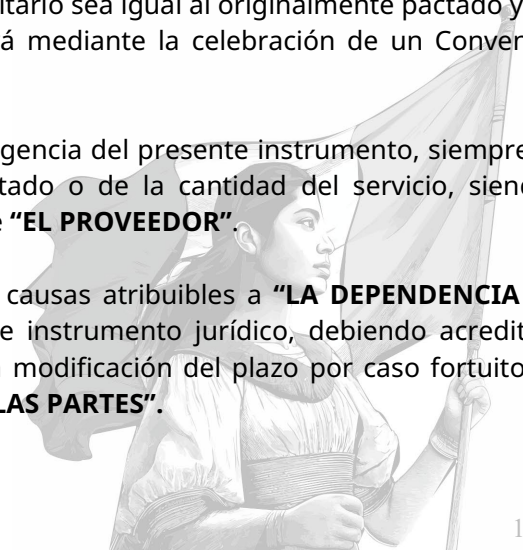 itario sea igual al originalmente pactado y
á mediante la celebración de un Conven
gencia del presente instrumento, siempre
tado o de la cantidad del servicio, sien
e “EL PROVEEDOR”.
causas atribuibles a “LA DEPENDENCIA
e instrumento jurídico, debiendo acredit
modificación del plazo por caso fortuito
LAS PARTES”.
1